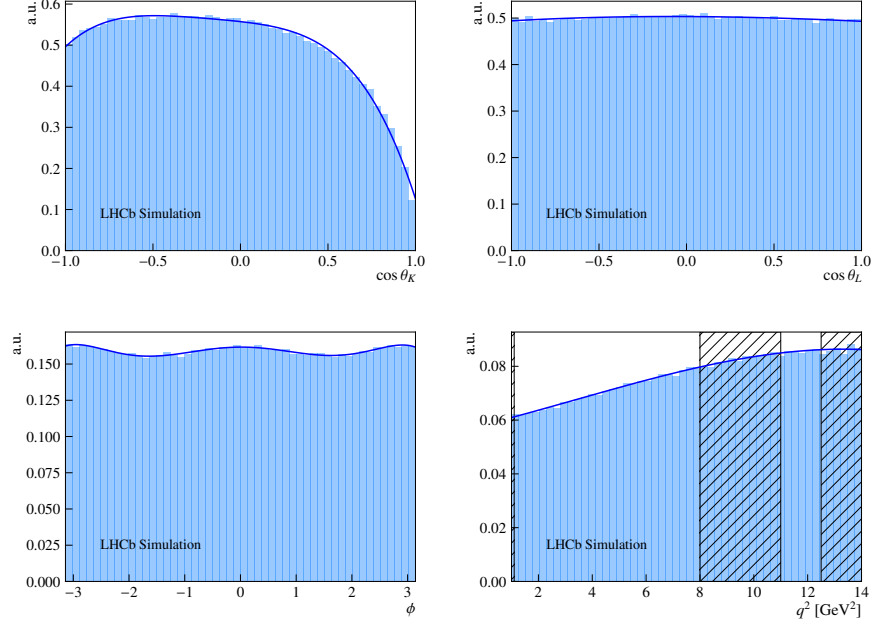 a.u.
0.6
0.5
0.4
0.3
0.2
0.1
0.0
LHCb Simulation
−1.0 −0.5 0.0 0.5 1.0
cos θK
a.u.
0.5
0.4
0.3
0.2
0.1
0.0
LHCb Simulation
−1.0 −0.5 0.0 0.5 1.0
cos θL
a.u.
0.150
0.125
0.100
0.075
0.050
0.025
0.000
LHCb Simulation
−3 −2 −1 0 1 2 3
ϕ
a.u.
0.08
0.06
0.04
0.02
0.00
LHCb Simulation
2 4 6 8 10 12 14
q² [GeV²]